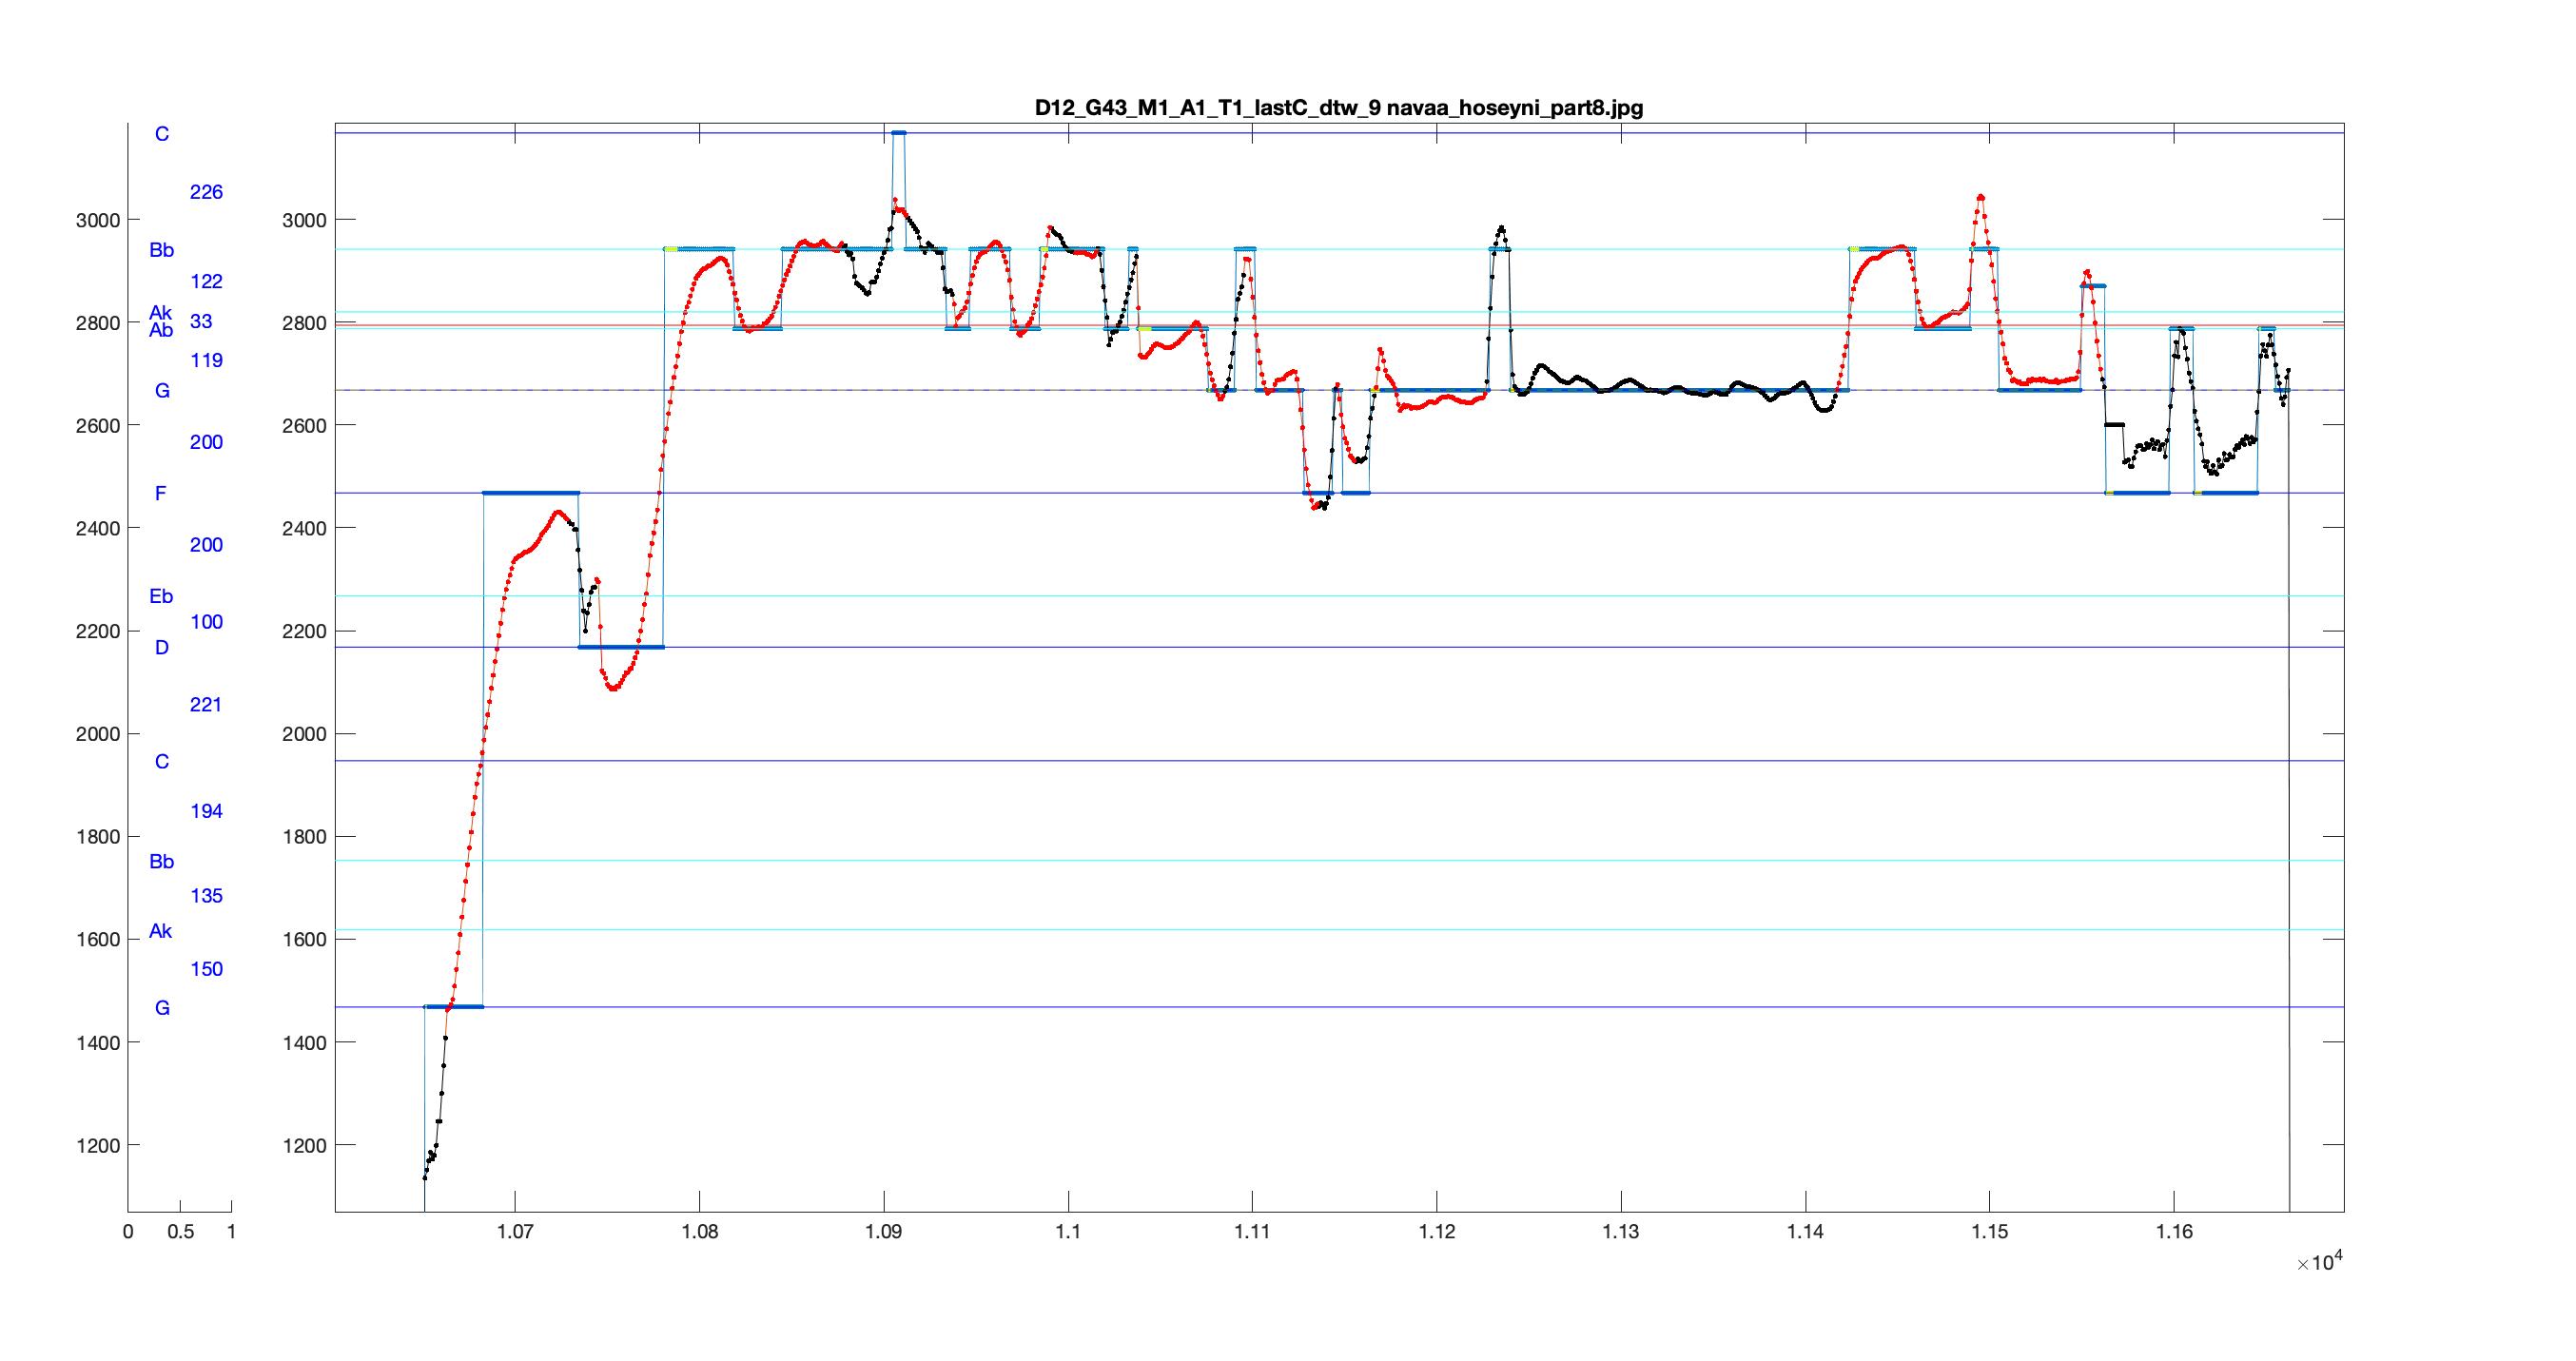 D12_G43_M1_A1_T1_lastC_dtw_9 navaa_hoseyni_part8.jpg
C
226
3000 3000
Bb
122
Ak
2800 33 2800
Ab
119
G
200
2600 2600
F
2400 200 2400
Eb
100
2200 2200
D
221
2000 2000
C
194
1800 1800
Bb
135
Ak
1600 1600
150
G
1400 1400
1200 1200
0 0.5 1 1.07 1.08 1.09 1.1 1.11 1.12 1.13 1.14 1.15 1.16
×10^4